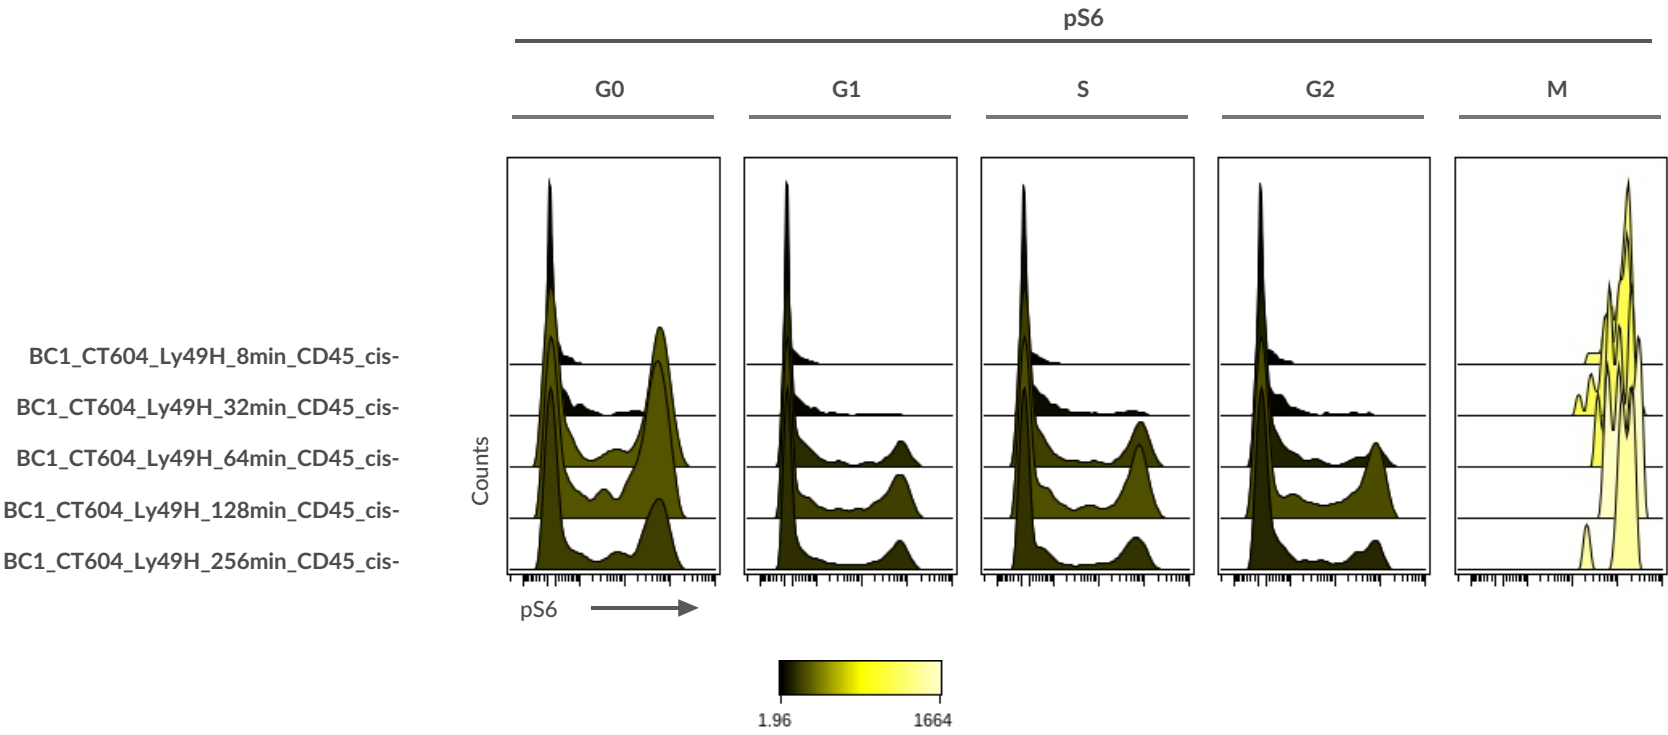 pS6
G0 G1 S G2 M
BC1_CT604_Ly49H_8min_CD45_cis-
BC1_CT604_Ly49H_32min_CD45_cis-
BC1_CT604_Ly49H_64min_CD45_cis-
BC1_CT604_Ly49H_128min_CD45_cis-
BC1_CT604_Ly49H_256min_CD45_cis-
Counts
pS6
1.96 1664